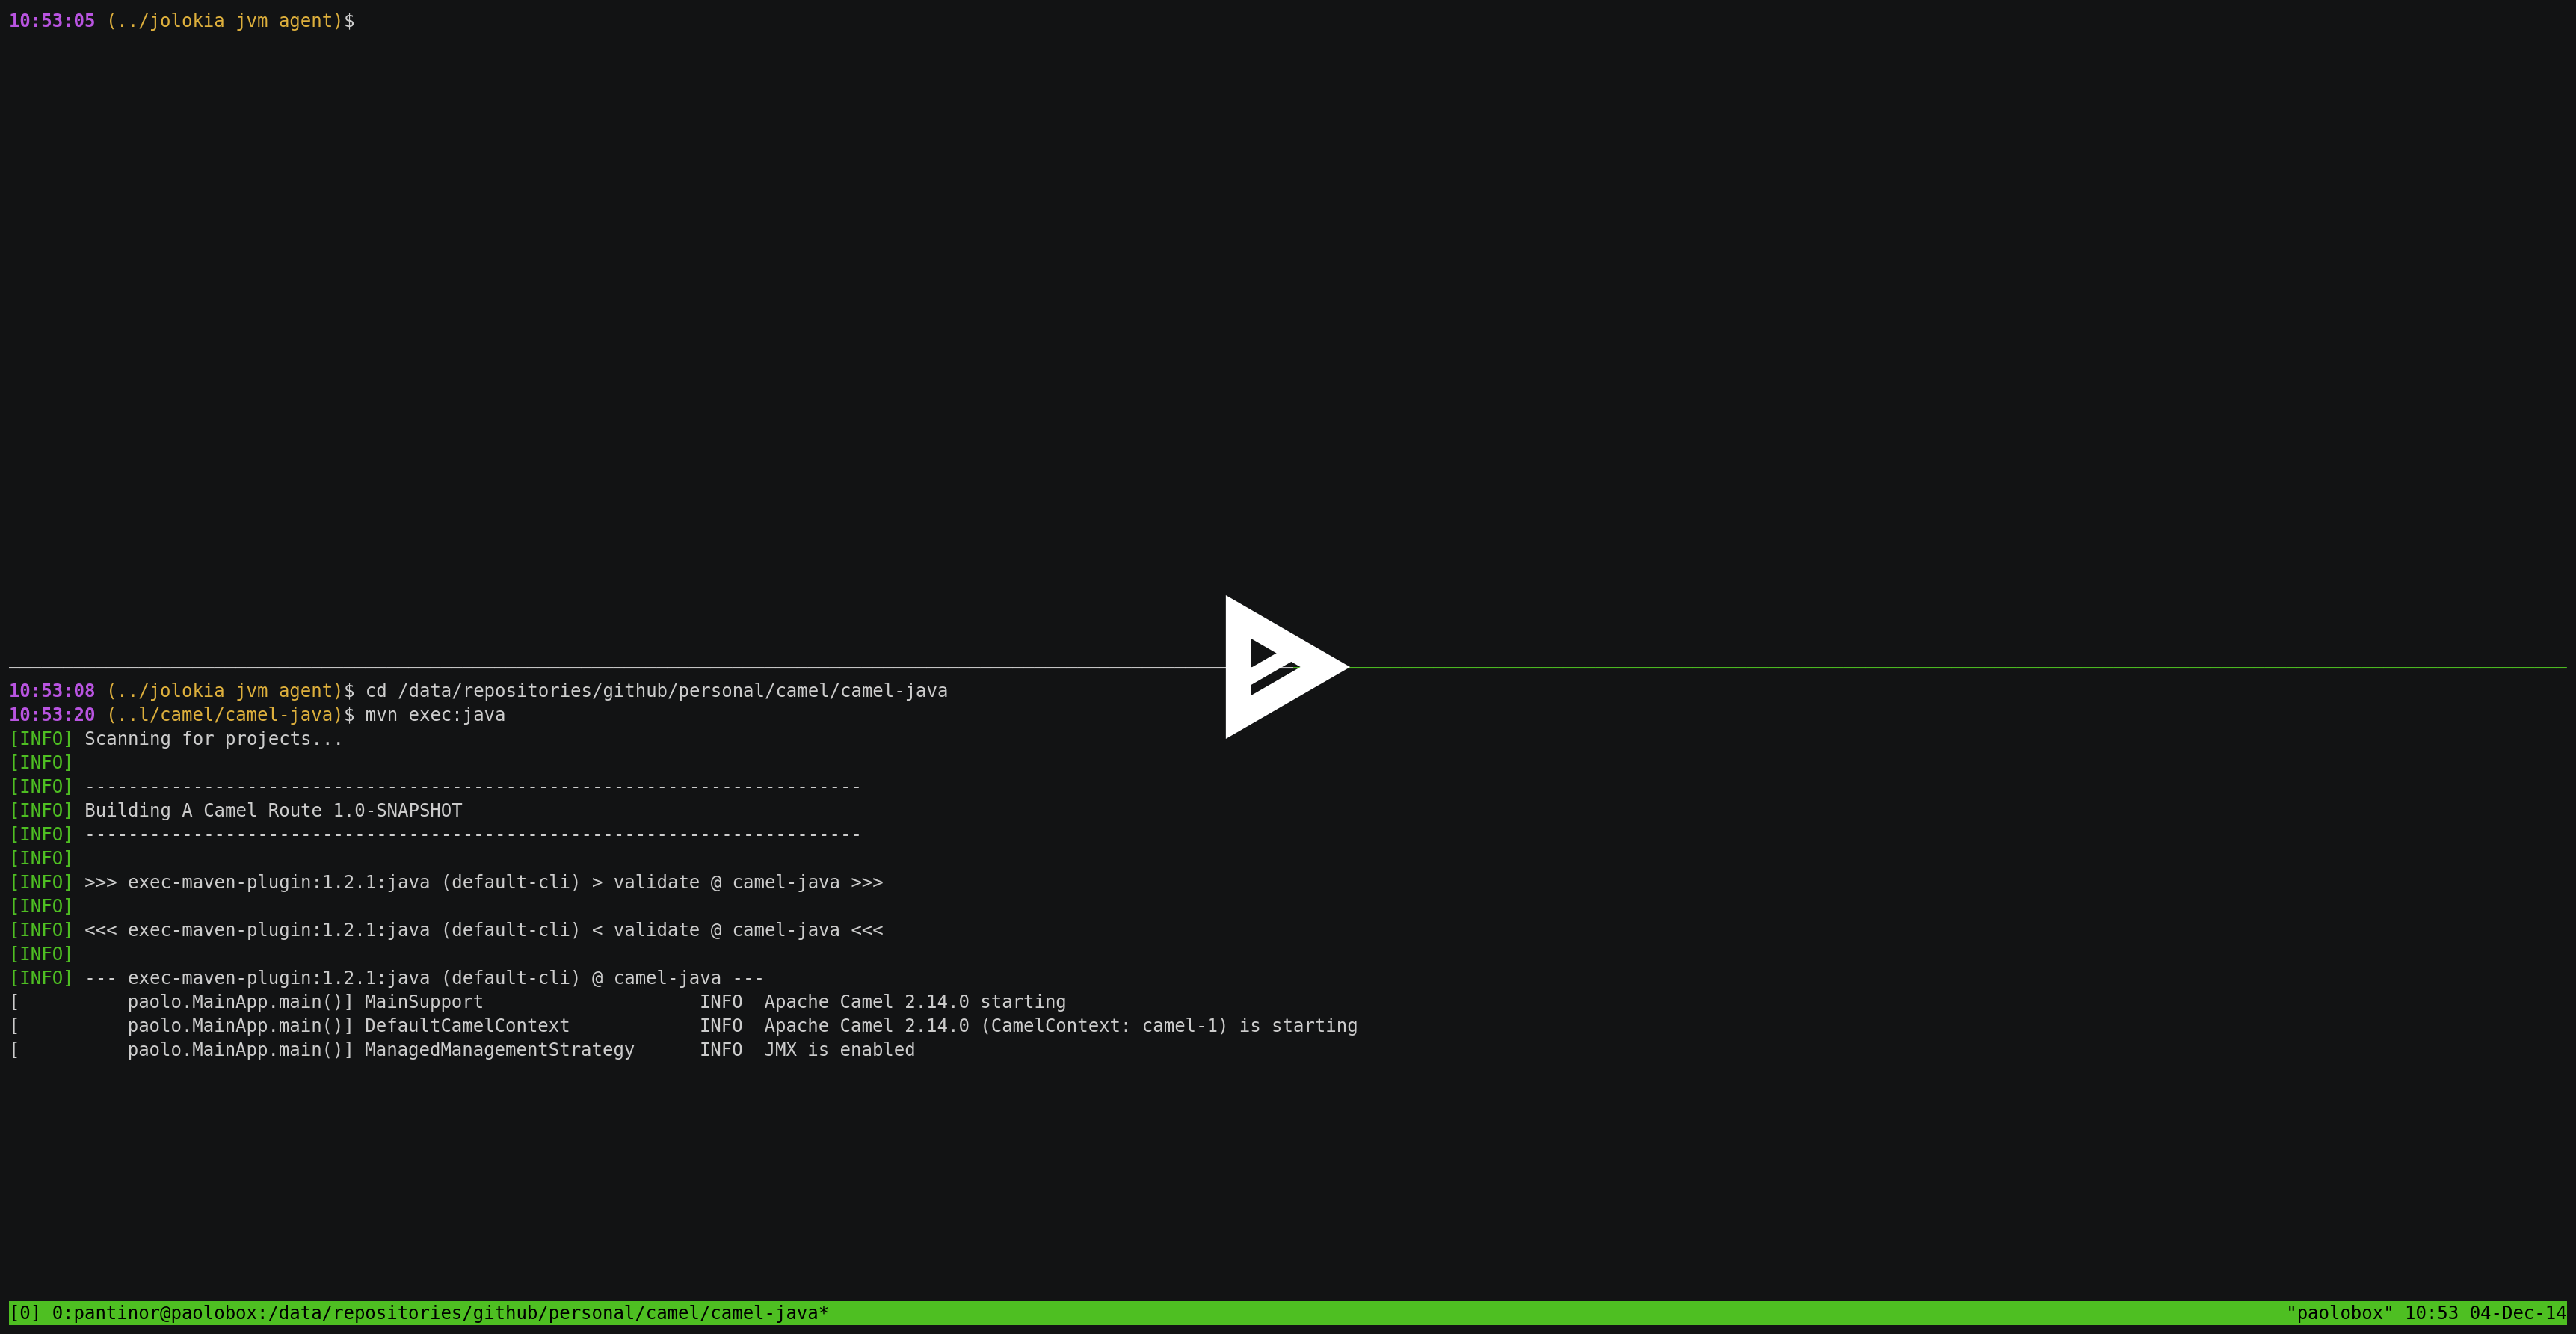 10:53:05 (../jolokia_jvm_agent)$
10:53:08 (../jolokia_jvm_agent)$ cd /data/repositories/github/personal/camel/camel-java
10:53:20 (..l/camel/camel-java)$ mvn exec:java
[INFO] Scanning for projects...
[INFO]
[INFO] ------------------------------------------------------------------------
[INFO] Building A Camel Route 1.0-SNAPSHOT
[INFO] ------------------------------------------------------------------------
[INFO]
[INFO] >>> exec-maven-plugin:1.2.1:java (default-cli) > validate @ camel-java >>>
[INFO]
[INFO] <<< exec-maven-plugin:1.2.1:java (default-cli) < validate @ camel-java <<<
[INFO]
[INFO] --- exec-maven-plugin:1.2.1:java (default-cli) @ camel-java ---
[          paolo.MainApp.main()] MainSupport                    INFO  Apache Camel 2.14.0 starting
[          paolo.MainApp.main()] DefaultCamelContext            INFO  Apache Camel 2.14.0 (CamelContext: camel-1) is starting
[          paolo.MainApp.main()] ManagedManagementStrategy      INFO  JMX is enabled
[0] 0:pantinor@paolobox:/data/repositories/github/personal/camel/camel-java* "paolobox" 10:53 04-Dec-14